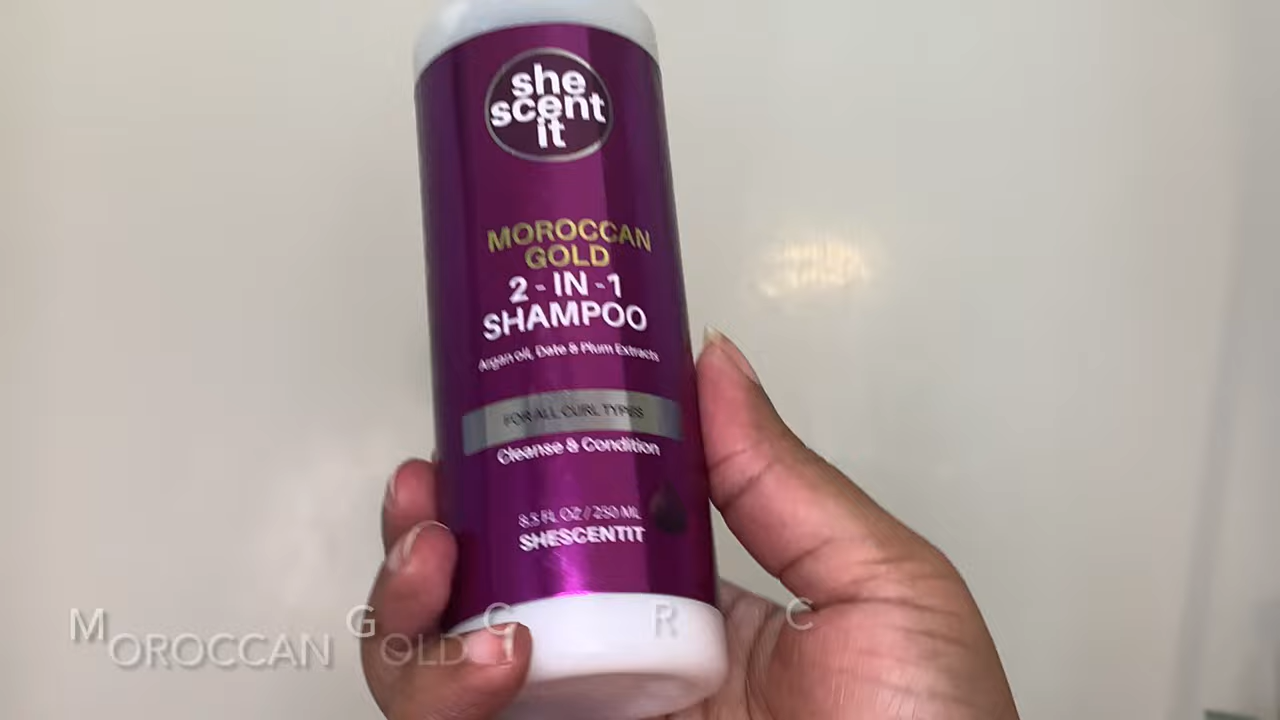 she
scent
it
MOROCCAN
GOLD
2-IN-1
SHAMPOO
Argan oil, Date & Plum Extracts
FOR ALL CURL TYPES
Cleanse & Condition
8.5 FL OZ / 250 ML
SHESCENTIT
MOROCCAN GOLD C R C